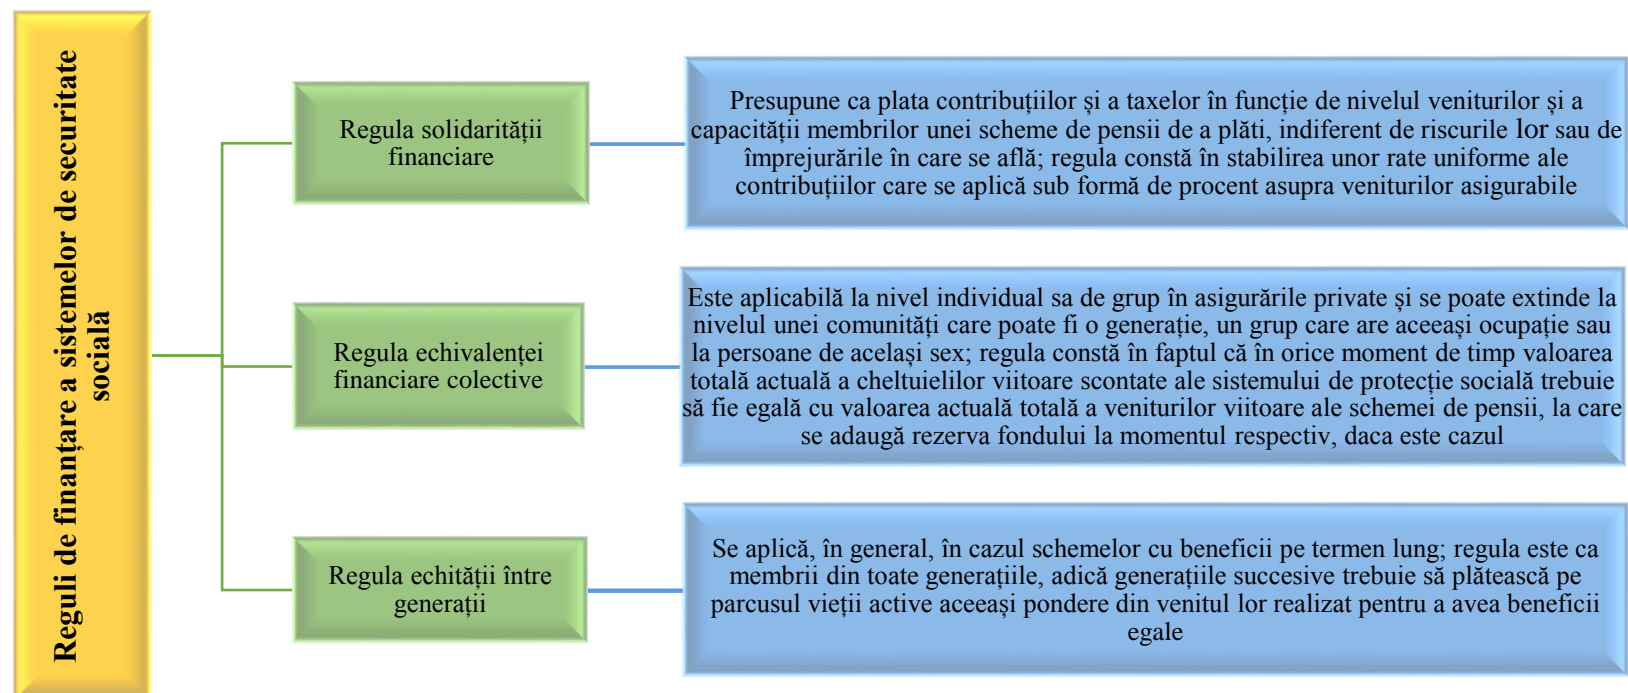 Reguli de finanțare a sistemelor de securitate
socială
Regula solidarității
financiare
Presupune ca plata contribuțiilor și a taxelor în funcție de nivelul veniturilor și a
capacității membrilor unei scheme de pensii de a plăti, indiferent de riscurile lor sau de
împrejurările în care se află; regula constă în stabilirea unor rate uniforme ale
contribuțiilor care se aplică sub formă de procent asupra veniturilor asigurabile
Regula echivalenței
financiare colective
Este aplicabilă la nivel individual sa de grup în asigurările private și se poate extinde la
nivelul unei comunități care poate fi o generație, un grup care are aceeași ocupație sau
la persoane de același sex; regula constă în faptul că în orice moment de timp valoarea
totală actuală a cheltuielilor viitoare scontate ale sistemului de protecție socială trebuie
să fie egală cu valoarea actuală totală a veniturilor viitoare ale schemei de pensii, la care
se adaugă rezerva fondului la momentul respectiv, daca este cazul
Regula echității între
generații
Se aplică, în general, în cazul schemelor cu beneficii pe termen lung; regula este ca
membrii din toate generațiile, adică generațiile succesive trebuie să plătească pe
parcusul vieții active aceeași pondere din venitul lor realizat pentru a avea beneficii
egale